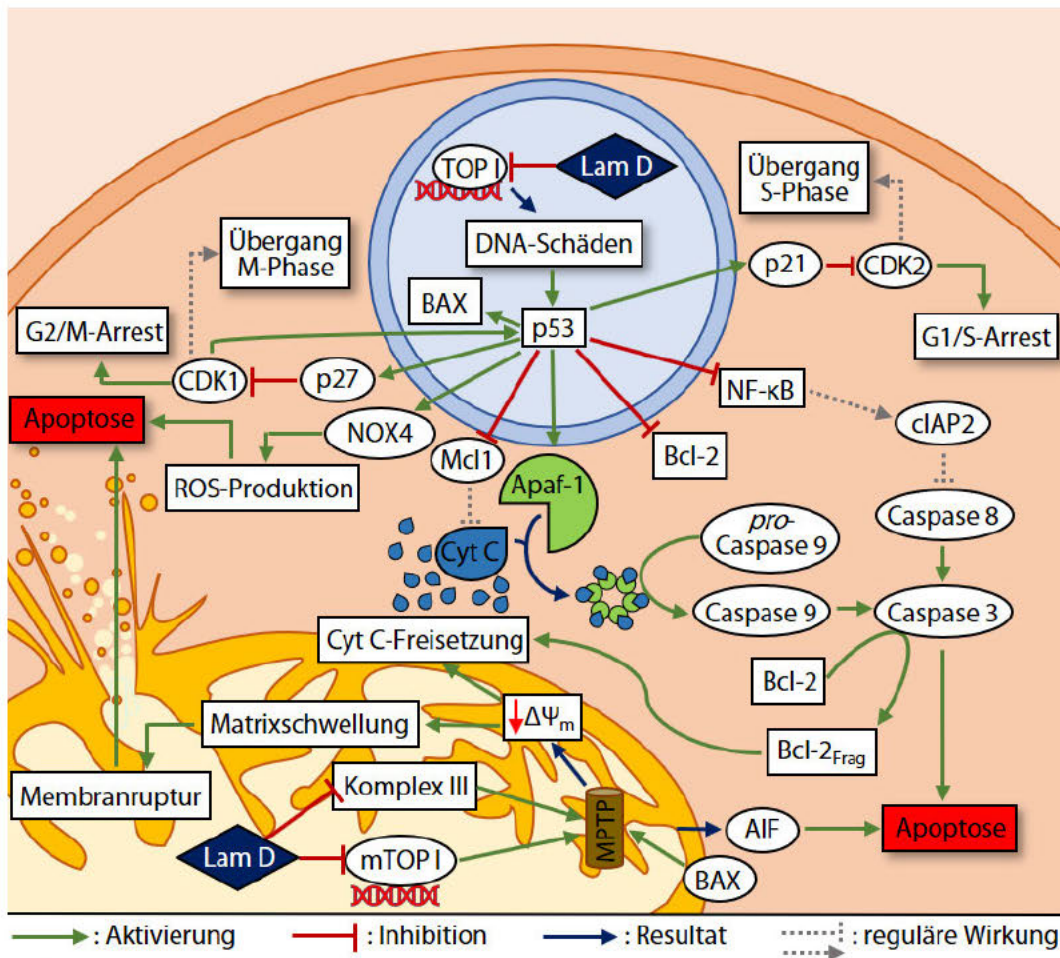 TOP I
Lam D
Übergang
S-Phase
DNA-Schäden
Übergang
M-Phase
p21
CDK2
BAX
G2/M-Arrest
p53
G1/S-Arrest
CDK1
p27
NF-κB
Apoptose
NOX4
cIAP2
Mcl1
Bcl-2
ROS-Produktion
Apaf-1
pro-
Caspase 9
Caspase 8
Cyt C
Caspase 9
Caspase 3
Cyt C-Freisetzung
Bcl-2
Matrixschwellung
↓ΔΨm
Bcl-2Frag
Membranruptur
Komplex III
MPTP
AIF
Apoptose
Lam D
mTOP I
BAX
: Aktivierung
: Inhibition
: Resultat
: reguläre Wirkung